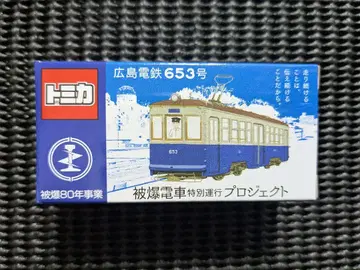 トミカ
広島電鉄653号
走り続ける
ことは、
伝え続ける
ことだから。
653
被爆80年事業
被爆電車特別運行プロジェクト